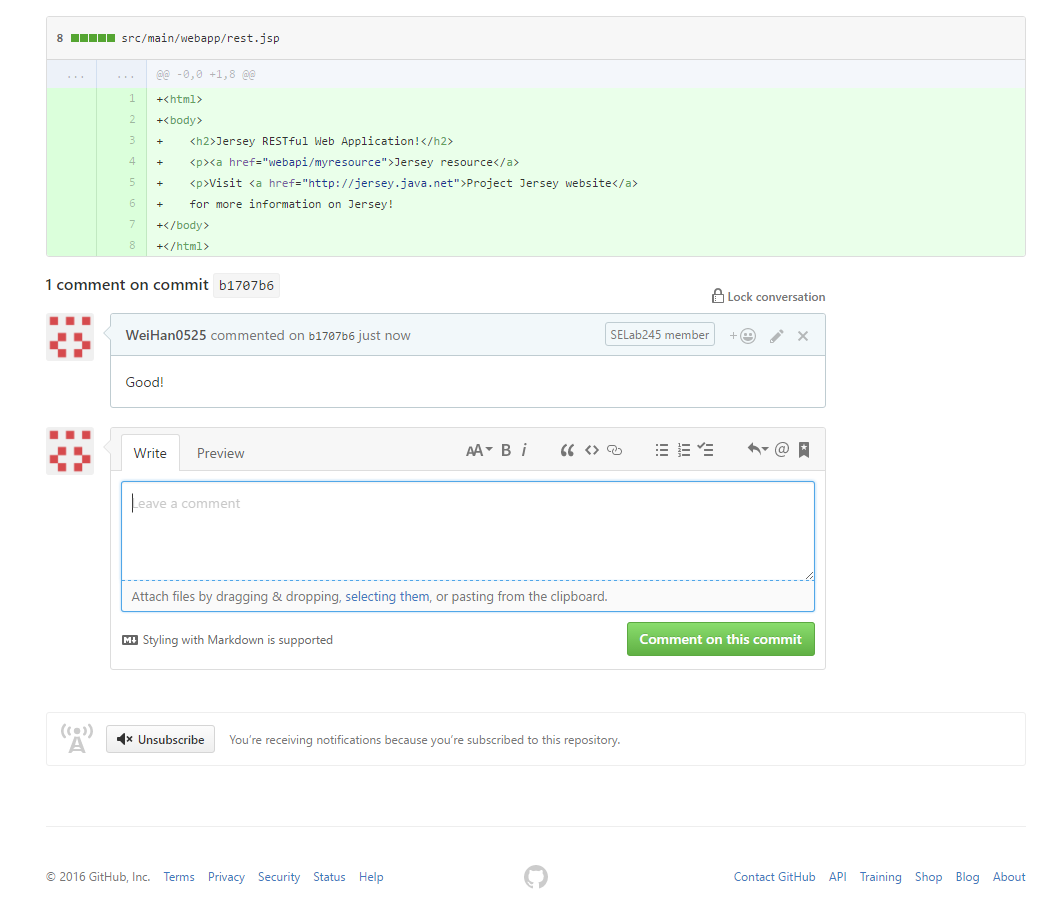 8 src/main/webapp/rest.jsp
... ... @@ -0,0 +1,8 @@
1 +<html>
2 +<body>
3 +    <h2>Jersey RESTful Web Application!</h2>
4 +    <p><a href="webapi/myresource">Jersey resource</a>
5 +    <p>Visit <a href="http://jersey.java.net">Project Jersey website</a>
6 +    for more information on Jersey!
7 +</body>
8 +</html>
1 comment on commit b1707b6
Lock conversation
WeiHan0525 commented on b1707b6 just now SELab245 member +
Good!
Write Preview AA B i @
Leave a comment
Attach files by dragging & dropping, selecting them, or pasting from the clipboard.
M↓ Styling with Markdown is supported Comment on this commit
Unsubscribe You're receiving notifications because you're subscribed to this repository.
© 2016 GitHub, Inc. Terms Privacy Security Status Help Contact GitHub API Training Shop Blog About